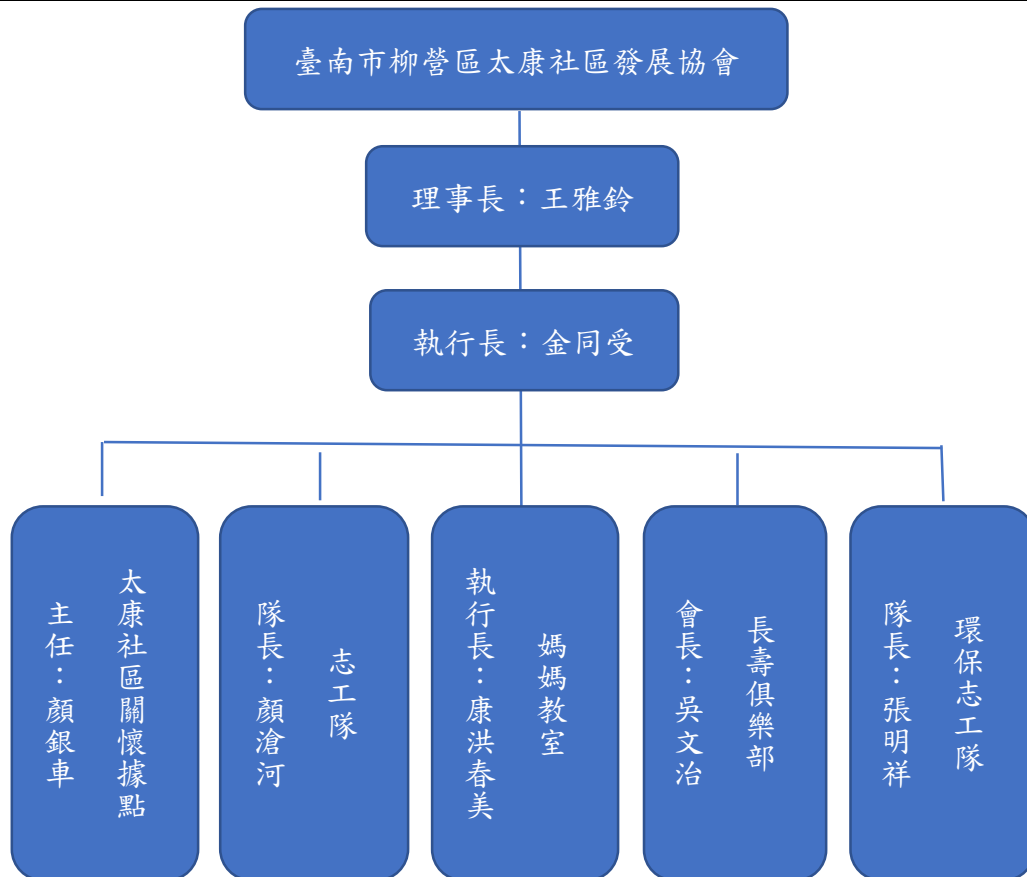 臺南市柳營區太康社區發展協會
理事長：王雅鈴
執行長：金同受
太康社區關懷據點
主任：顏銀車
志工隊
隊長：顏滄河
媽媽教室
執行長：康洪春美
長壽俱樂部
會長：吳文治
環保志工隊
隊長：張明祥